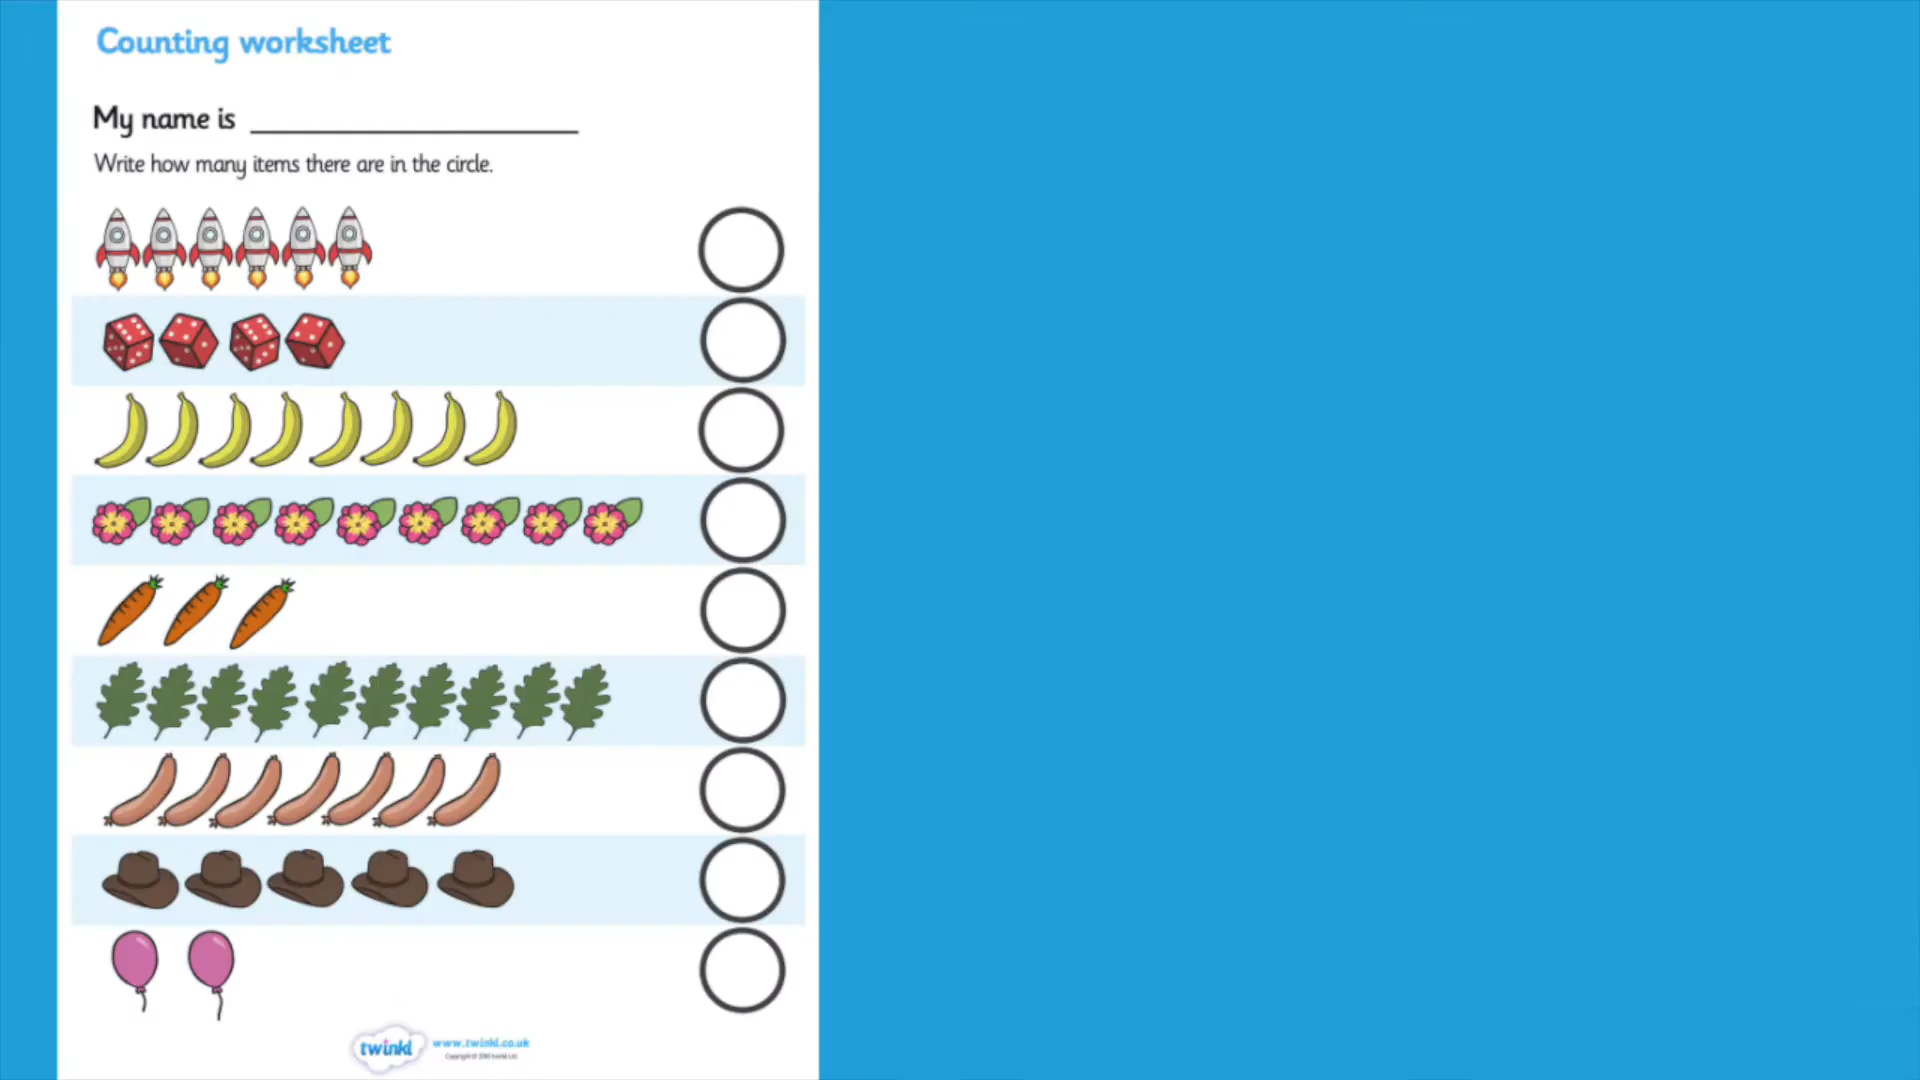 Counting worksheet
My name is
Write how many items there are in the circle.
twinkl
www.twinkl.co.uk